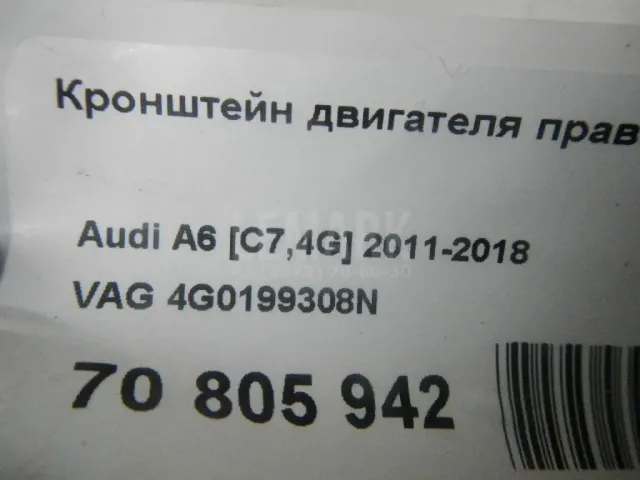 Кронштейн двигателя прав
Audi A6 [C7,4G] 2011-2018
VAG 4G0199308N
70 805 942